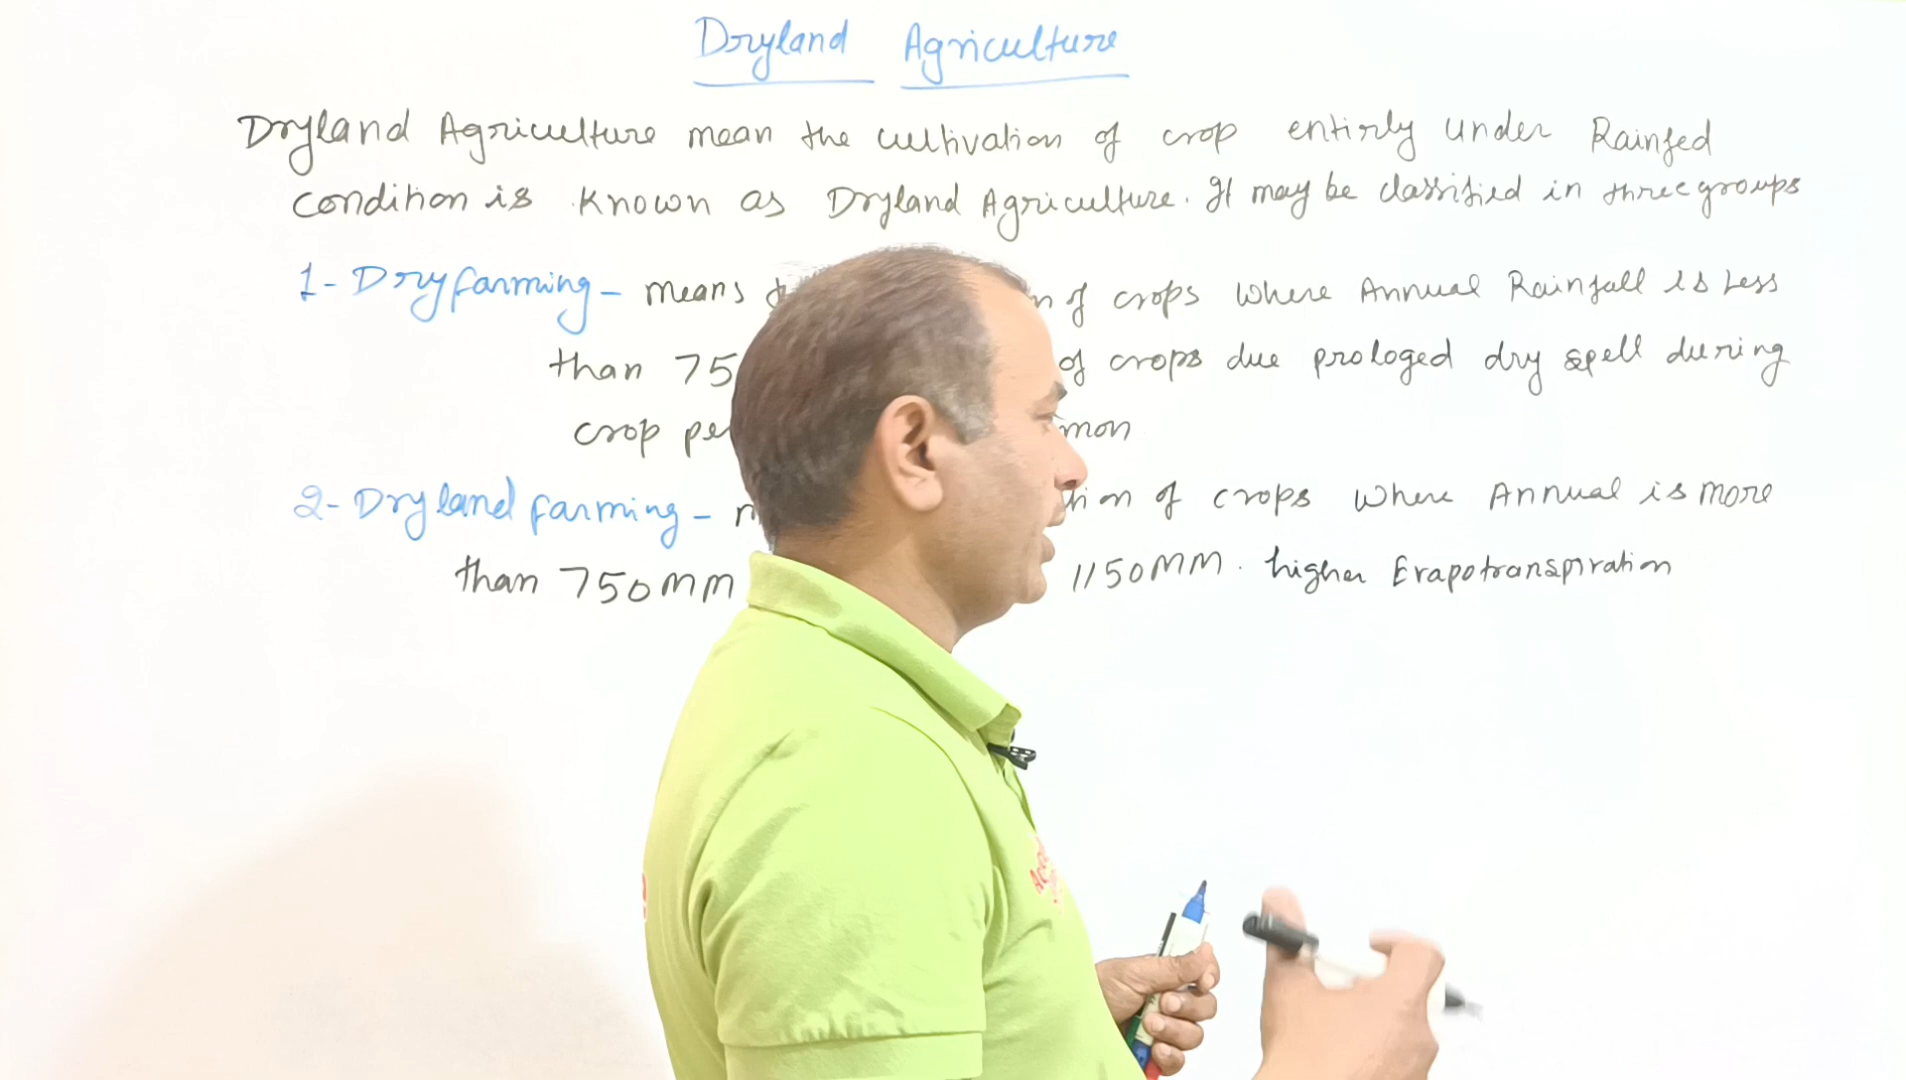 Dryland Agriculture
Dryland Agriculture mean the cultivation of crop entirly under Rainfed
condition is known as Dryland Agriculture. It may be classified in three groups
1- Dry farming - means of crops where Annual Rainfall is Less
than 75 of crops due prologed dry spell during
crop pe mon
2- Dryland farming - of crops where Annual is more
than 750MM 1150MM. higher Evapotranspiration